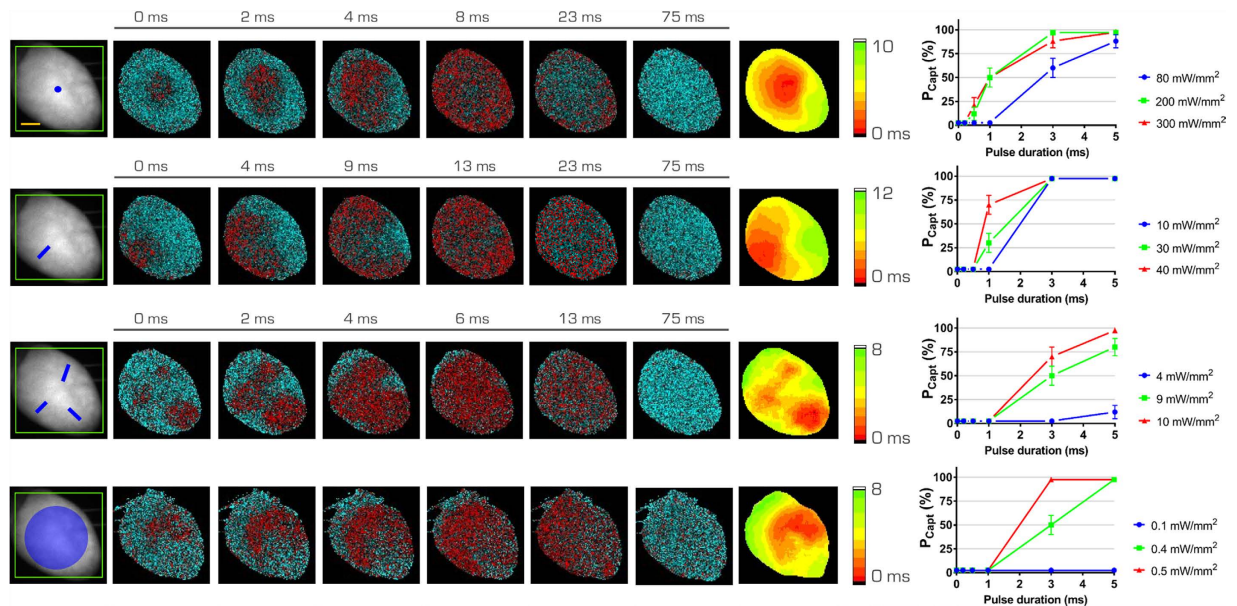 0 ms 2 ms 4 ms 8 ms 23 ms 75 ms
10
0 ms
P_Capt (%)
100
75
50
25
0
0 1 2 3 4 5
Pulse duration (ms)
80 mW/mm²
200 mW/mm²
300 mW/mm²
0 ms 4 ms 9 ms 13 ms 23 ms 75 ms
12
0 ms
P_Capt (%)
100
75
50
25
0
0 1 2 3 4 5
Pulse duration (ms)
10 mW/mm²
30 mW/mm²
40 mW/mm²
0 ms 2 ms 4 ms 6 ms 13 ms 75 ms
8
0 ms
P_Capt (%)
100
75
50
25
0
0 1 2 3 4 5
Pulse duration (ms)
4 mW/mm²
9 mW/mm²
10 mW/mm²
8
0 ms
P_Capt (%)
100
75
50
25
0
0 1 2 3 4 5
Pulse duration (ms)
0.1 mW/mm²
0.4 mW/mm²
0.5 mW/mm²